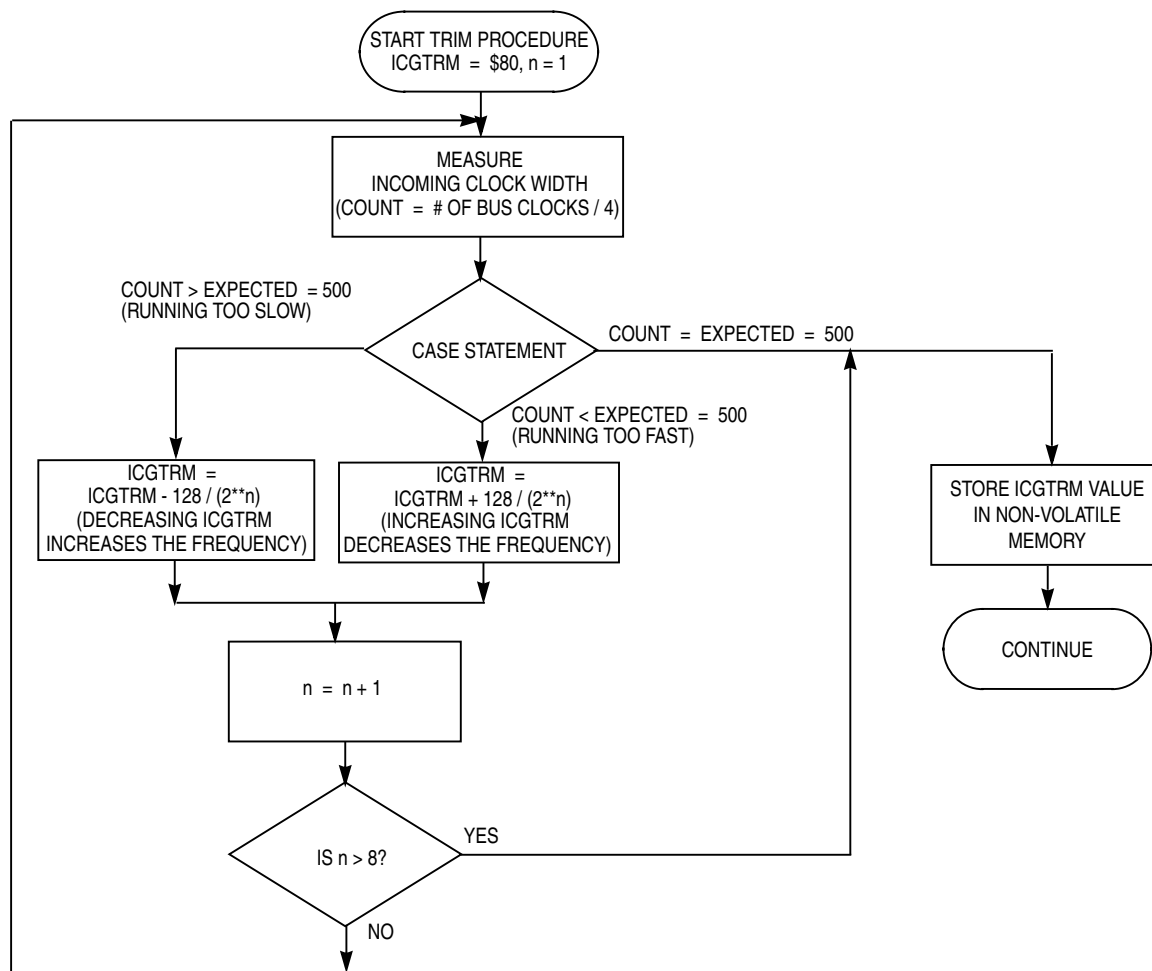 START TRIM PROCEDURE
ICGTRM = $80, n = 1
MEASURE
INCOMING CLOCK WIDTH
(COUNT = # OF BUS CLOCKS / 4)
COUNT > EXPECTED = 500
(RUNNING TOO SLOW)
CASE STATEMENT
COUNT = EXPECTED = 500
COUNT < EXPECTED = 500
(RUNNING TOO FAST)
ICGTRM =
ICGTRM - 128 / (2**n)
(DECREASING ICGTRM
INCREASES THE FREQUENCY)
ICGTRM =
ICGTRM + 128 / (2**n)
(INCREASING ICGTRM
DECREASES THE FREQUENCY)
STORE ICGTRM VALUE
IN NON-VOLATILE
MEMORY
CONTINUE
n = n + 1
IS n > 8?
YES
NO